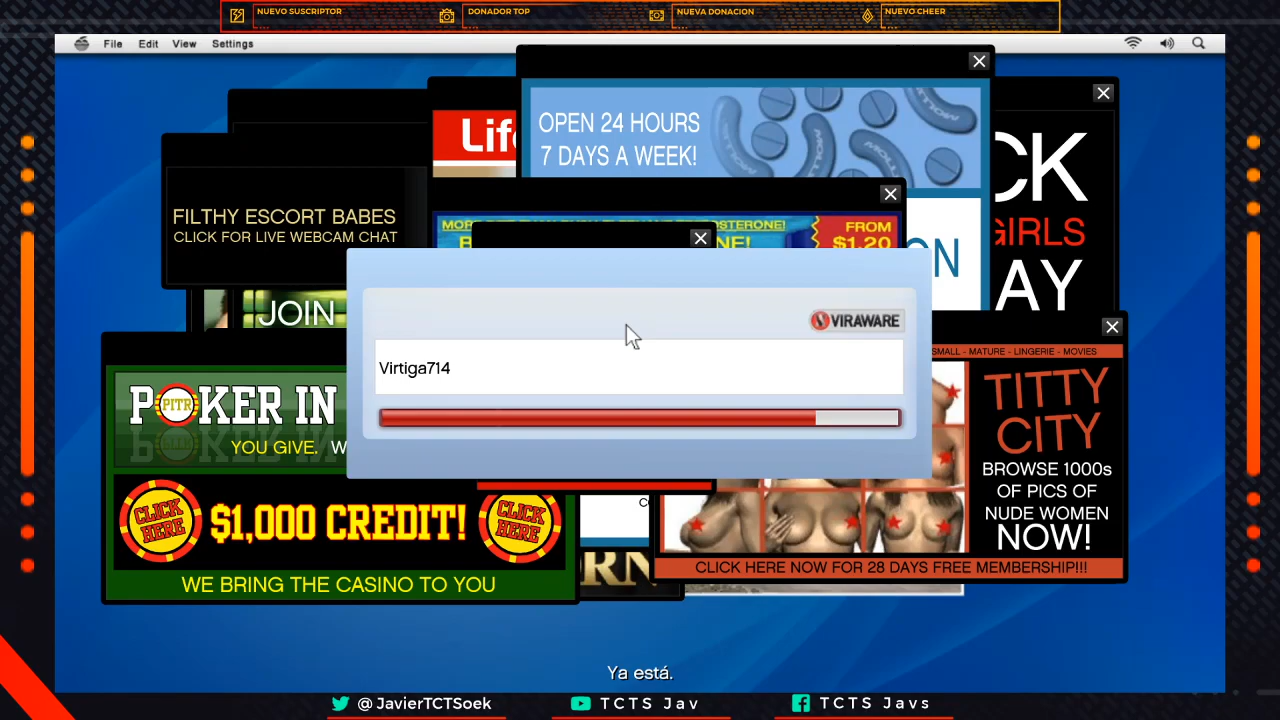 NUEVO SUSCRIPTOR
DONADOR TOP
NUEVA DONACION
NUEVO CHEER
File Edit View Settings
OPEN 24 HOURS
7 DAYS A WEEK!
FILTHY ESCORT BABES
CLICK FOR LIVE WEBCAM CHAT
JOIN
FROM
$1.20
CK
GIRLS
AY
ON
VIRAWARE
Virtiga714
POKER IN
PITR
YOU GIVE. W
CLICK HERE
$1,000 CREDIT!
CLICK HERE
WE BRING THE CASINO TO YOU
RN
SMALL - MATURE - LINGERIE - MOVIES
TITTY
CITY
BROWSE 1000s
OF PICS OF
NUDE WOMEN
NOW!
CLICK HERE NOW FOR 28 DAYS FREE MEMBERSHIP!!!
Ya está.
@JavierTCTSoek
TCTS Jav
TCTS Javs